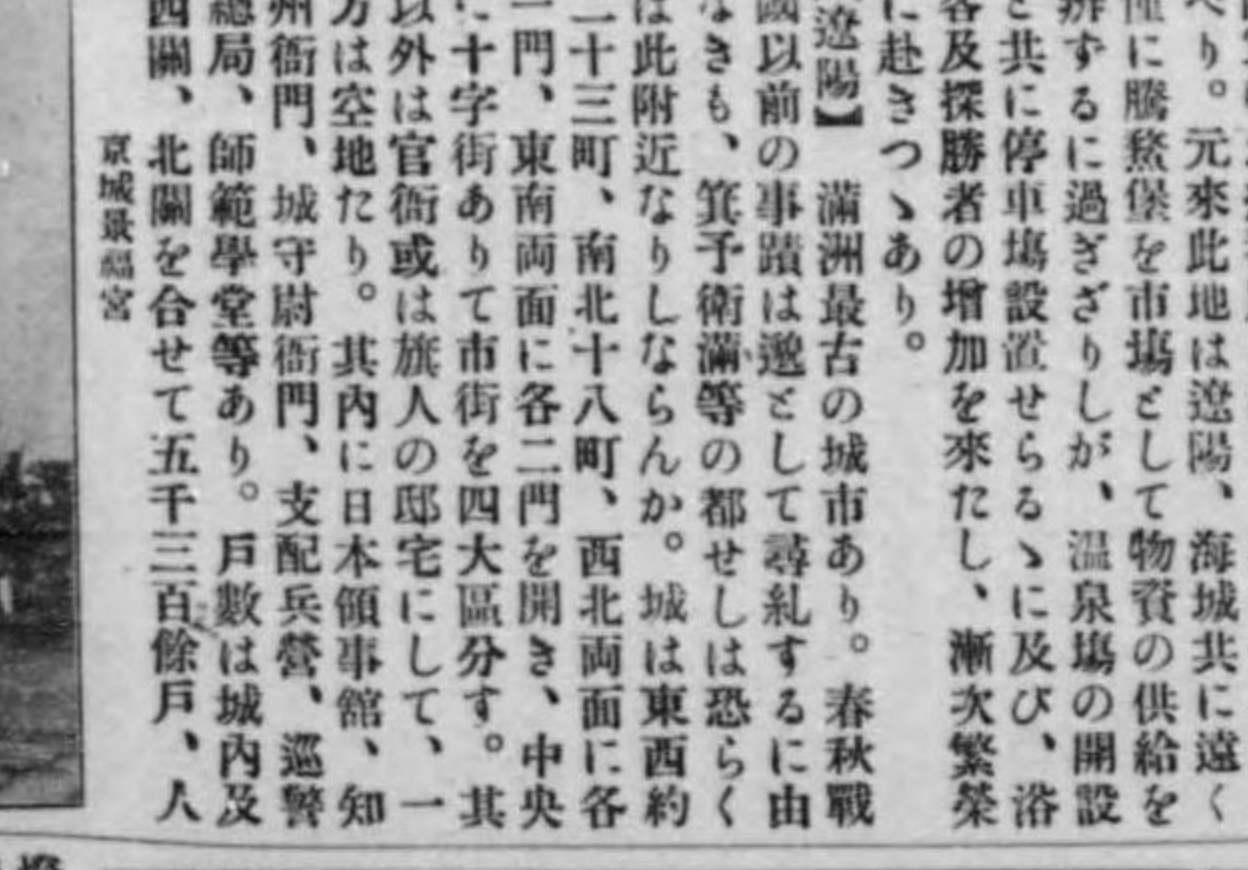 べり。元來此地は遼陽、海城共に遠く
僅に騰鰲堡を市塲として物資の供給を
辨ずるに過ぎざりしが、温泉塲の開設
と共に停車塲設置せらるゝに及び、浴
客及探勝者の增加を來たし、漸次繁榮
に赴きつゝあり。
遼陽】 滿洲最古の城市あり。春秋戰
國以前の事蹟は邈として尋糺するに由
なきも、箕予衛滿等の都せしは恐らく
は此附近なりしならんか。城は東西約
二十三町、南北十八町、西北両面に各
一門、東南両面に各二門を開き、中央
に十字街ありて市街を四大區分す。其
以外は官衙或は旗人の邸宅にして、一
方は空地たり。其內に日本領事館、知
州衙門、城守尉衙門、支配兵營、巡警
總局、師範學堂等あり。戶數は城內及
四關、北關を合せて五千三百餘戶、人
京城景福宮